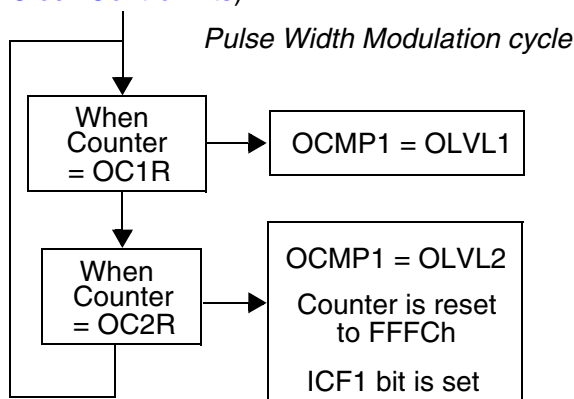 Pulse Width Modulation cycle
When
Counter
= OC1R
OCMP1 = OLVL1
When
Counter
= OC2R
OCMP1 = OLVL2
Counter is reset
to FFFCh
ICF1 bit is set